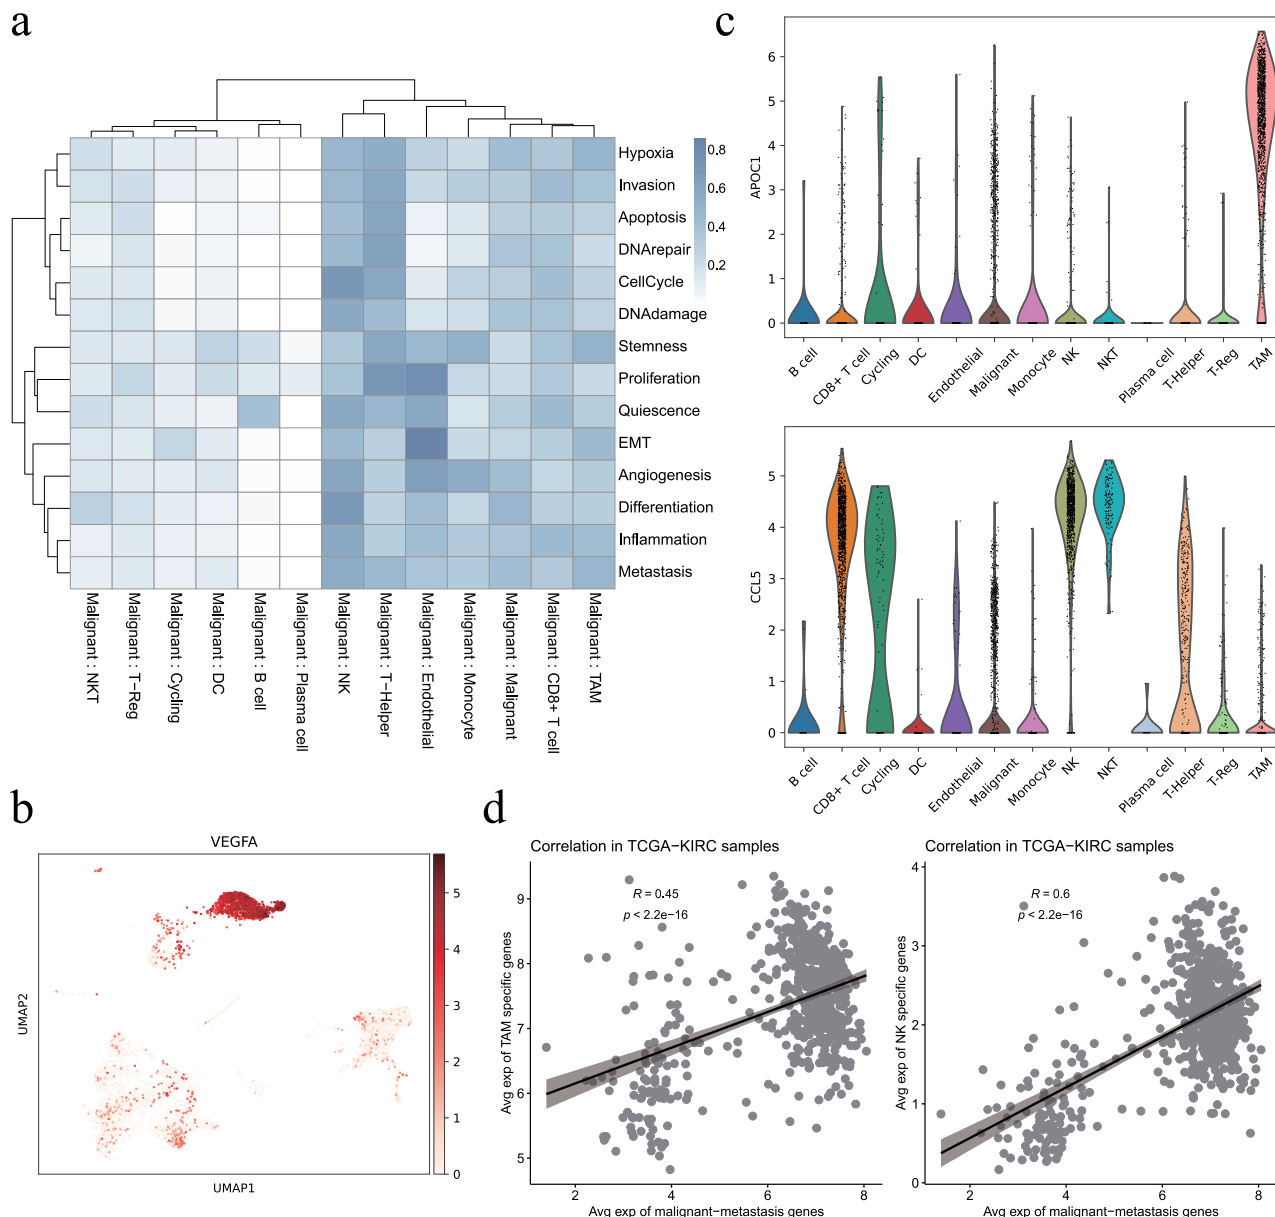 a
Hypoxia
Invasion
Apoptosis
DNArepair
CellCycle
DNAdamage
Stemness
Proliferation
Quiescence
EMT
Angiogenesis
Differentiation
Inflammation
Metastasis
0.8
0.6
0.4
0.2
Malignant : NKT
Malignant : T−Reg
Malignant : Cycling
Malignant : DC
Malignant : B cell
Malignant : Plasma cell
Malignant : NK
Malignant : T−Helper
Malignant : Endothelial
Malignant : Monocyte
Malignant : Malignant
Malignant : CD8+ T cell
Malignant : TAM
b
VEGFA
UMAP2
UMAP1
5
4
3
2
1
0
c
APOC1
6
5
4
3
2
1
0
B cell
CD8+ T cell
Cycling
DC
Endothelial
Malignant
Monocyte
NK
NKT
Plasma cell
T-Helper
T-Reg
TAM
CCL5
5
4
3
2
1
0
B cell
CD8+ T cell
Cycling
DC
Endothelial
Malignant
Monocyte
NK
NKT
Plasma cell
T-Helper
T-Reg
TAM
d
Correlation in TCGA−KIRC samples
R = 0.45
p < 2.2e−16
Avg exp of TAM specific genes
9
8
7
6
5
2
4
6
8
Avg exp of malignant−metastasis genes
Correlation in TCGA−KIRC samples
R = 0.6
p < 2.2e−16
Avg exp of NK specific genes
4
3
2
1
0
2
4
6
8
Avg exp of malignant−metastasis genes